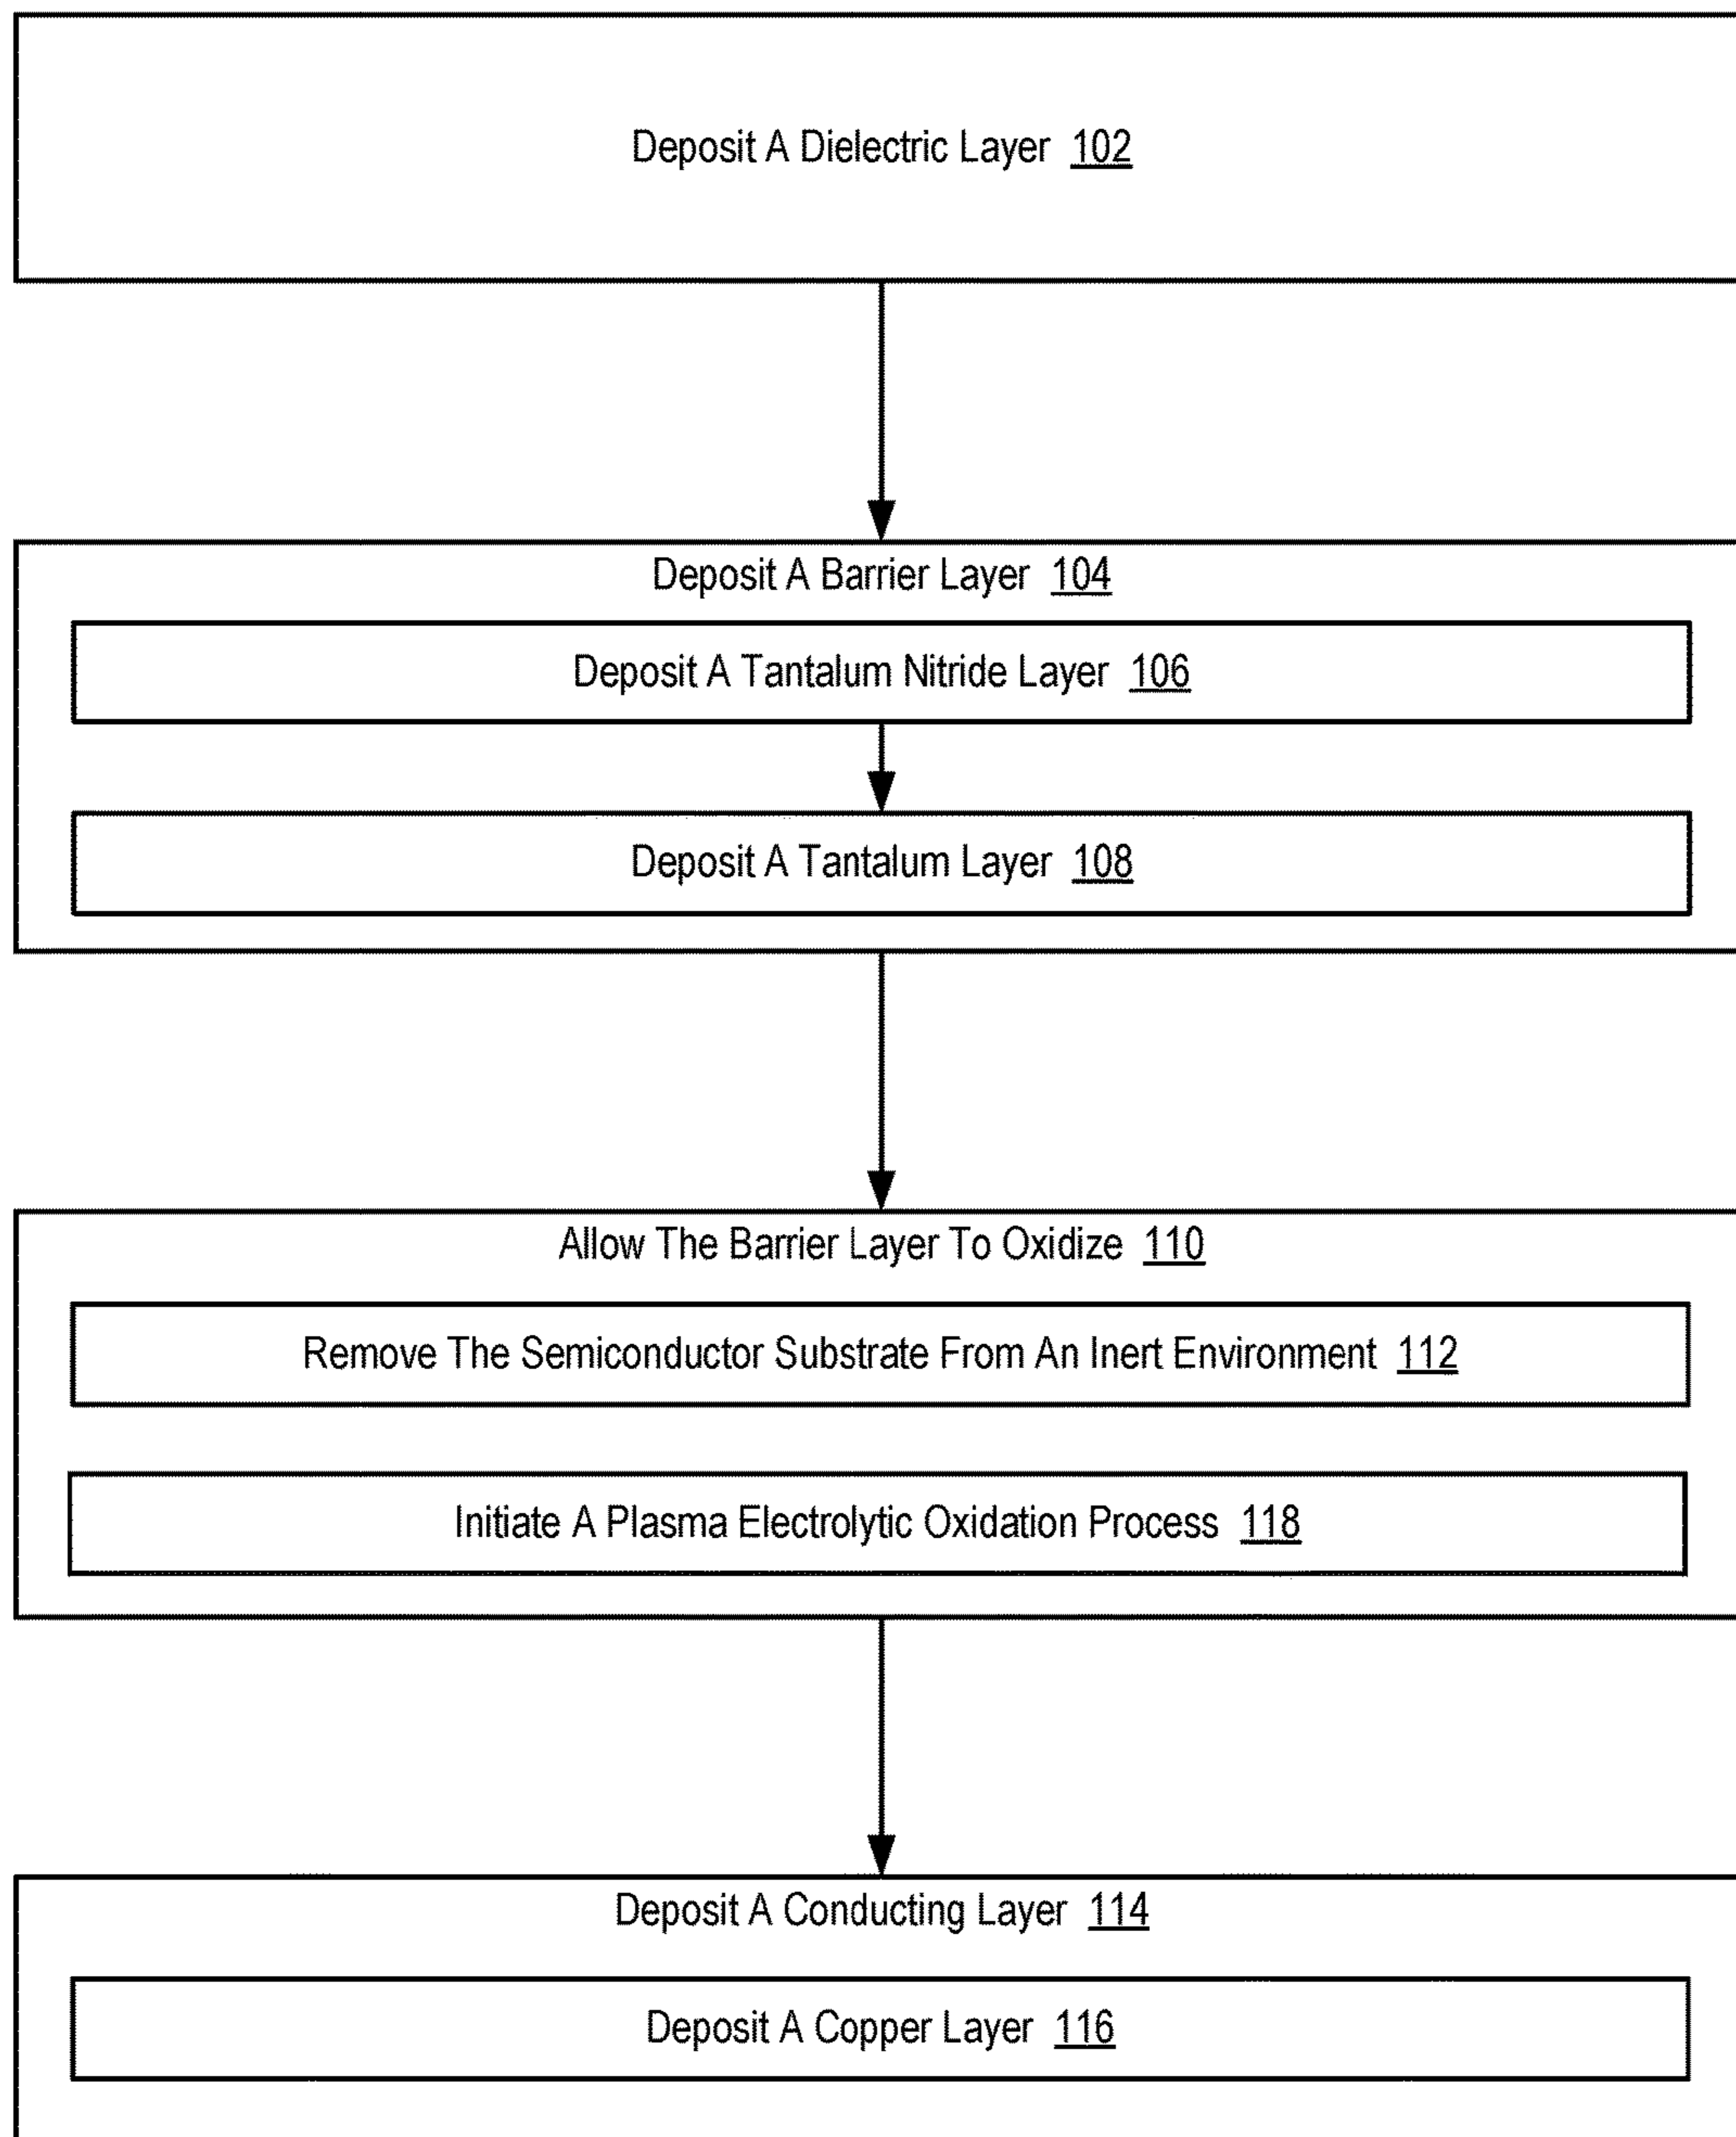 Deposit A Dielectric Layer 102
Deposit A Barrier Layer 104
Deposit A Tantalum Nitride Layer 106
Deposit A Tantalum Layer 108
Allow The Barrier Layer To Oxidize 110
Remove The Semiconductor Substrate From An Inert Environment 112
Initiate A Plasma Electrolytic Oxidation Process 118
Deposit A Conducting Layer 114
Deposit A Copper Layer 116